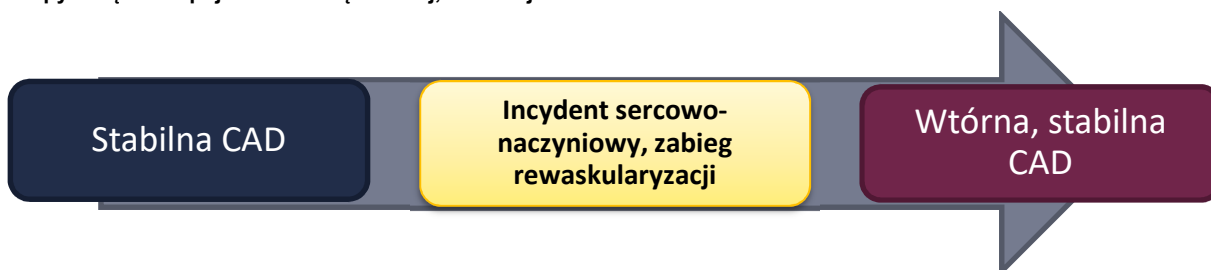 Stabilna CAD
Incydent sercowo-
naczyniowy, zabieg
rewaskularyzacji
Wtórna, stabilna
CAD